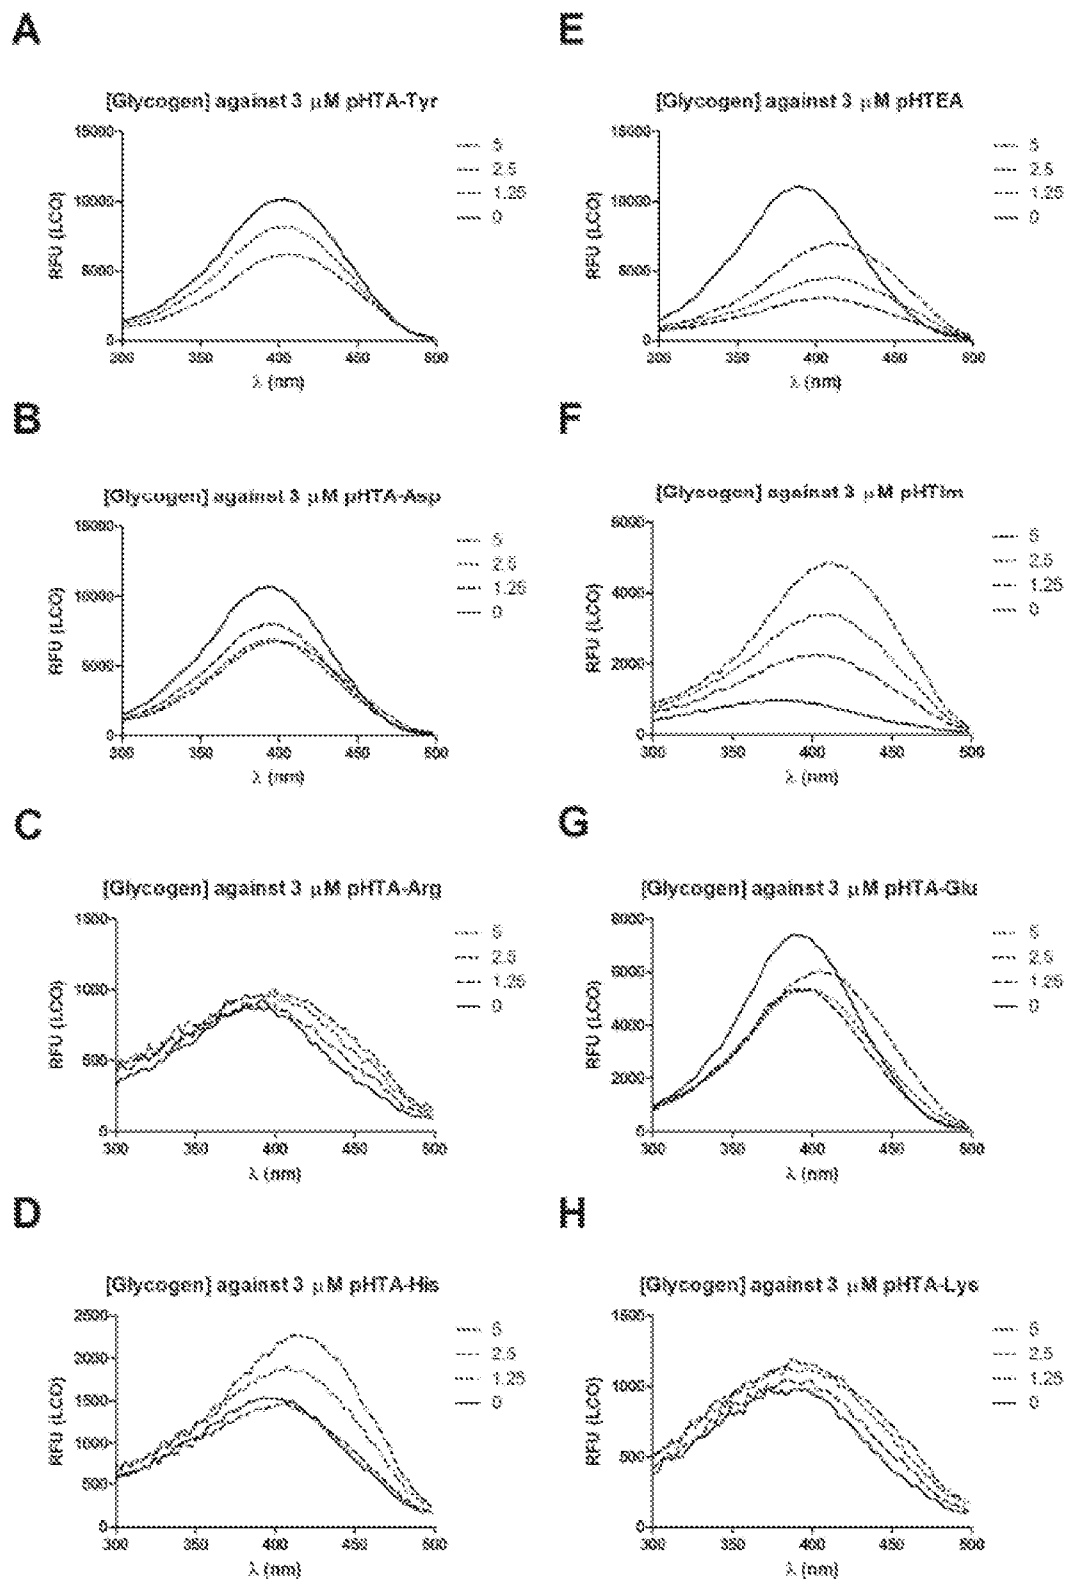 A
[Glycogen] against 3 μM pHTA-Tyr
15000
10000
5000
0
RFU (LCO)
300 350 400 450 500
λ (nm)
5
2.5
1.25
0
E
[Glycogen] against 3 μM pHTEA
15000
10000
5000
0
RFU (LCO)
300 350 400 450 500
λ (nm)
5
2.5
1.25
0
B
[Glycogen] against 3 μM pHTA-Asp
15000
10000
5000
0
RFU (LCO)
300 350 400 450 500
λ (nm)
5
2.5
1.25
0
F
[Glycogen] against 3 μM pHTIm
6000
4000
2000
0
RFU (LCO)
300 350 400 450 500
λ (nm)
5
2.5
1.25
0
C
[Glycogen] against 3 μM pHTA-Arg
1500
1000
500
0
RFU (LCO)
300 350 400 450 500
λ (nm)
5
2.5
1.25
0
G
[Glycogen] against 3 μM pHTA-Glu
8000
6000
4000
2000
0
RFU (LCO)
300 350 400 450 500
λ (nm)
5
2.5
1.25
0
D
[Glycogen] against 3 μM pHTA-His
2500
2000
1500
1000
500
0
RFU (LCO)
300 350 400 450 500
λ (nm)
5
2.5
1.25
0
H
[Glycogen] against 3 μM pHTA-Lys
1500
1000
500
0
RFU (LCO)
300 350 400 450 500
λ (nm)
5
2.5
1.25
0